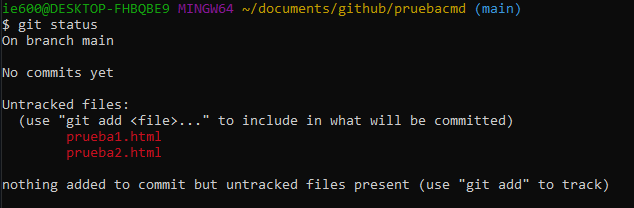 ie600@DESKTOP-FHBQBE9 MINGW64 ~/documents/github/pruebacmd (main)
$ git status
On branch main
No commits yet
Untracked files:
(use "git add <file>..." to include in what will be committed)
prueba1.html
prueba2.html
nothing added to commit but untracked files present (use "git add" to track)